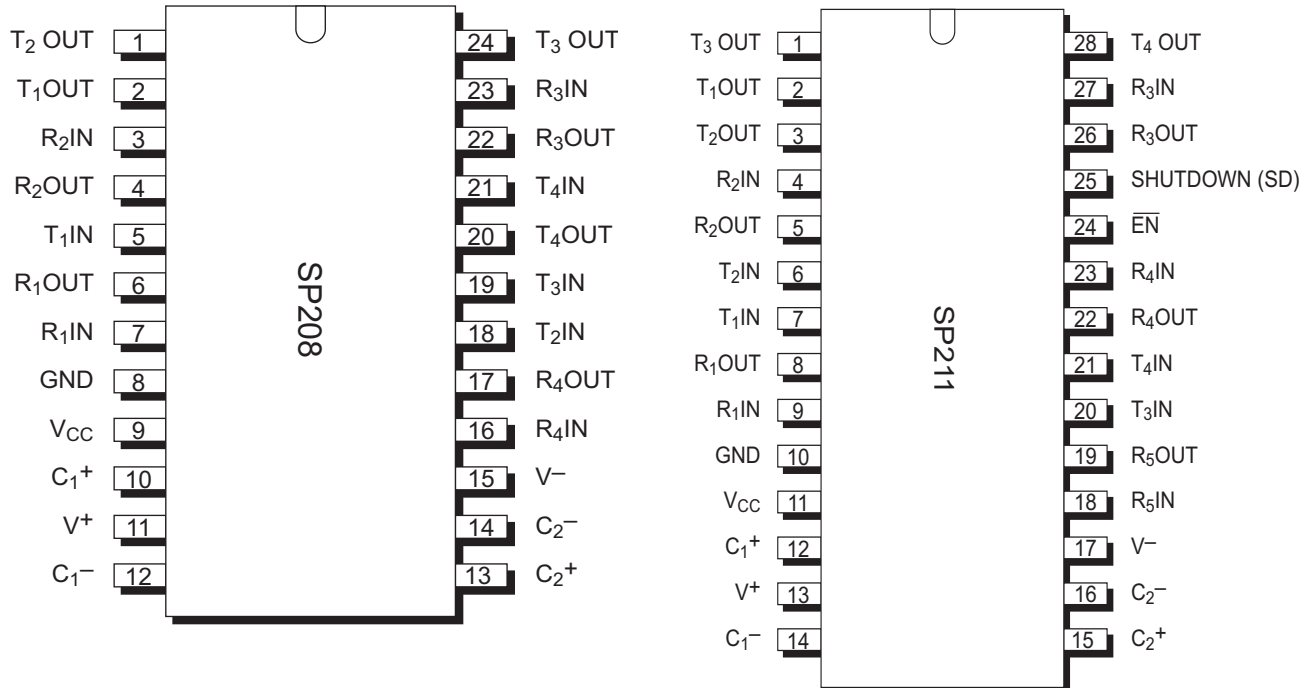 T₂ OUT 1
T₁OUT 2
R₂IN 3
R₂OUT 4
T₁IN 5
R₁OUT 6
R₁IN 7
GND 8
VCC 9
C₁⁺ 10
V⁺ 11
C₁⁻ 12
SP208
24 T₃ OUT
23 R₃IN
22 R₃OUT
21 T₄IN
20 T₄OUT
19 T₃IN
18 T₂IN
17 R₄OUT
16 R₄IN
15 V⁻
14 C₂⁻
13 C₂⁺
T₃ OUT 1
T₁OUT 2
T₂OUT 3
R₂IN 4
R₂OUT 5
T₂IN 6
T₁IN 7
R₁OUT 8
R₁IN 9
GND 10
VCC 11
C₁⁺ 12
V⁺ 13
C₁⁻ 14
SP211
28 T₄ OUT
27 R₃IN
26 R₃OUT
25 SHUTDOWN (SD)
24 E̅N̅
23 R₄IN
22 R₄OUT
21 T₄IN
20 T₃IN
19 R₅OUT
18 R₅IN
17 V⁻
16 C₂⁻
15 C₂⁺